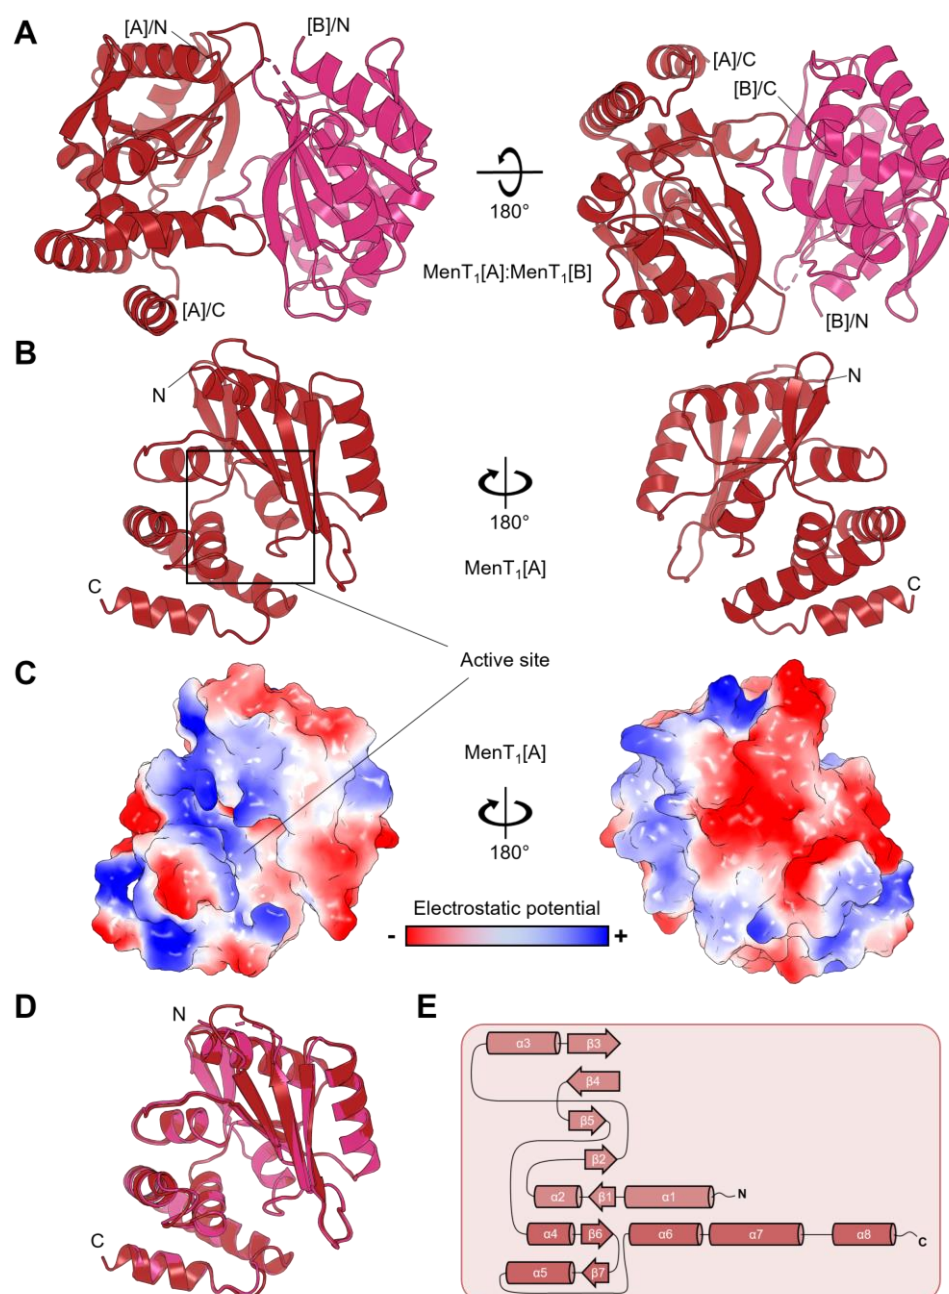 A
[A]/N
[B]/N
[A]/C
[B]/C
180°
MenT₁[A]:MenT₁[B]
[A]/C
[B]/N
B
N
N
180°
MenT₁[A]
C
C
Active site
C
MenT₁[A]
180°
Electrostatic potential
- +
D
N
C
E
α3 β3
β4
β5
β2
α2 β1 α1 N
α4 β6 α6 α7 α8 C
α5 β7